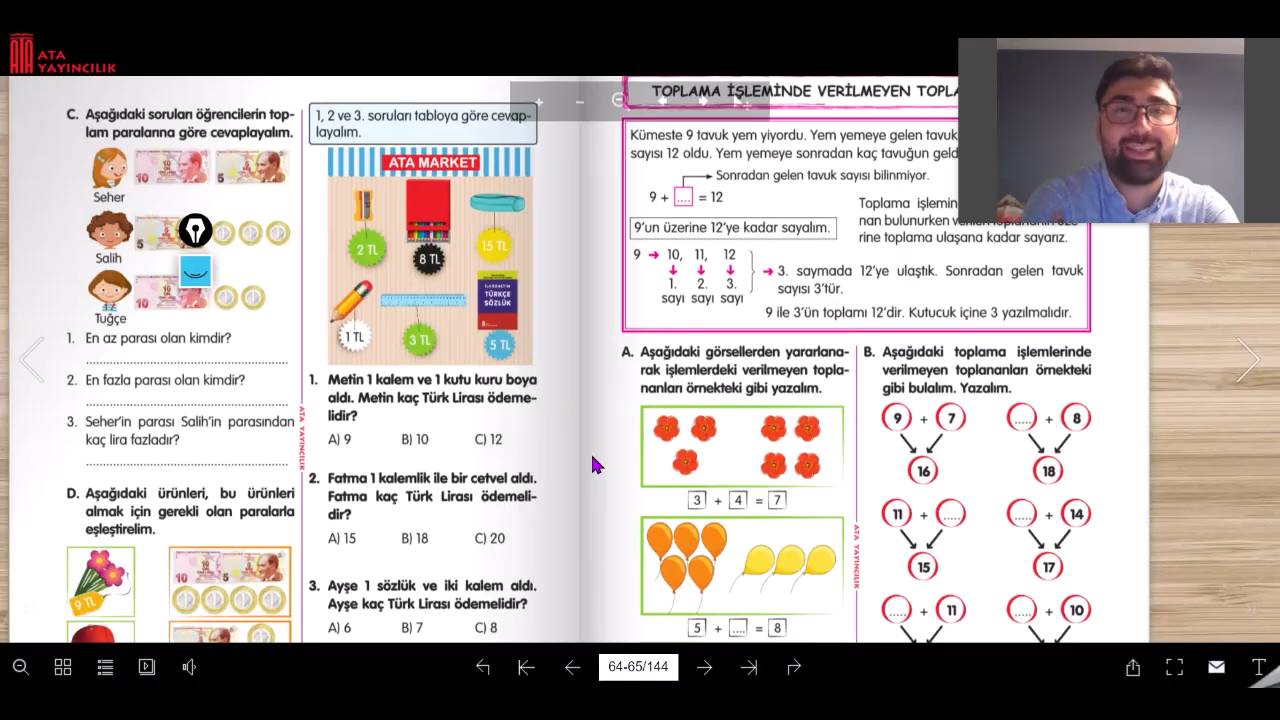 ATA
YAYINCILIK
C. Aşağıdaki soruları öğrencilerin top-
lam paralarına göre cevaplayalım.
10
5
Seher
5
Salih
10
Tuğçe
1. En az parası olan kimdir?
2. En fazla parası olan kimdir?
3. Seher'in parası Salih'in parasından
kaç lira fazladır?
D. Aşağıdaki ürünleri, bu ürünleri
almak için gerekli olan paralarla
eşleştirelim.
9 TL
10
5
ATA YAYINCILIK
1, 2 ve 3. soruları tabloya göre cevap-
layalım.
ATA MARKET
2 TL
8 TL
15 TL
TÜRKÇE
SÖZLÜK
1 TL
3 TL
5 TL
1. Metin 1 kalem ve 1 kutu kuru boya
aldı. Metin kaç Türk Lirası ödeme-
lidir?
A) 9 B) 10 C) 12
2. Fatma 1 kalemlik ile bir cetvel aldı.
Fatma kaç Türk Lirası ödemeli-
dir?
A) 15 B) 18 C) 20
3. Ayşe 1 sözlük ve iki kalem aldı.
Ayşe kaç Türk Lirası ödemelidir?
A) 6 B) 7 C) 8
TOPLAMA İŞLEMİNDE VERİLMEYEN TOPLA
Kümeste 9 tavuk yem yiyordu. Yem yemeye gelen tavuk
sayısı 12 oldu. Yem yemeye sonradan kaç tavuğun geld
Sonradan gelen tavuk sayısı bilinmiyor.
9 + .... = 12
Toplama işlemin
nan bulunurken verilen toplananın üze-
rine toplama ulaşana kadar sayarız.
9'un üzerine 12'ye kadar sayalım.
9 → 10, 11, 12
1. 2. 3.
sayı sayı sayı
3. saymada 12'ye ulaştık. Sonradan gelen tavuk
sayısı 3'tür.
9 ile 3'ün toplamı 12'dir. Kutucuk içine 3 yazılmalıdır.
A. Aşağıdaki görsellerden yararlana-
rak işlemlerdeki verilmeyen topla-
nanları örnekteki gibi yazalım.
3 + 4 = 7
5 + .... = 8
ATA YAYINCILIK
B. Aşağıdaki toplama işlemlerinde
verilmeyen toplananları örnekteki
gibi bulalım. Yazalım.
9 + 7 ..... + 8
16 18
11 + ..... ..... + 14
15 17
..... + 11 ..... + 10
64-65/144
T